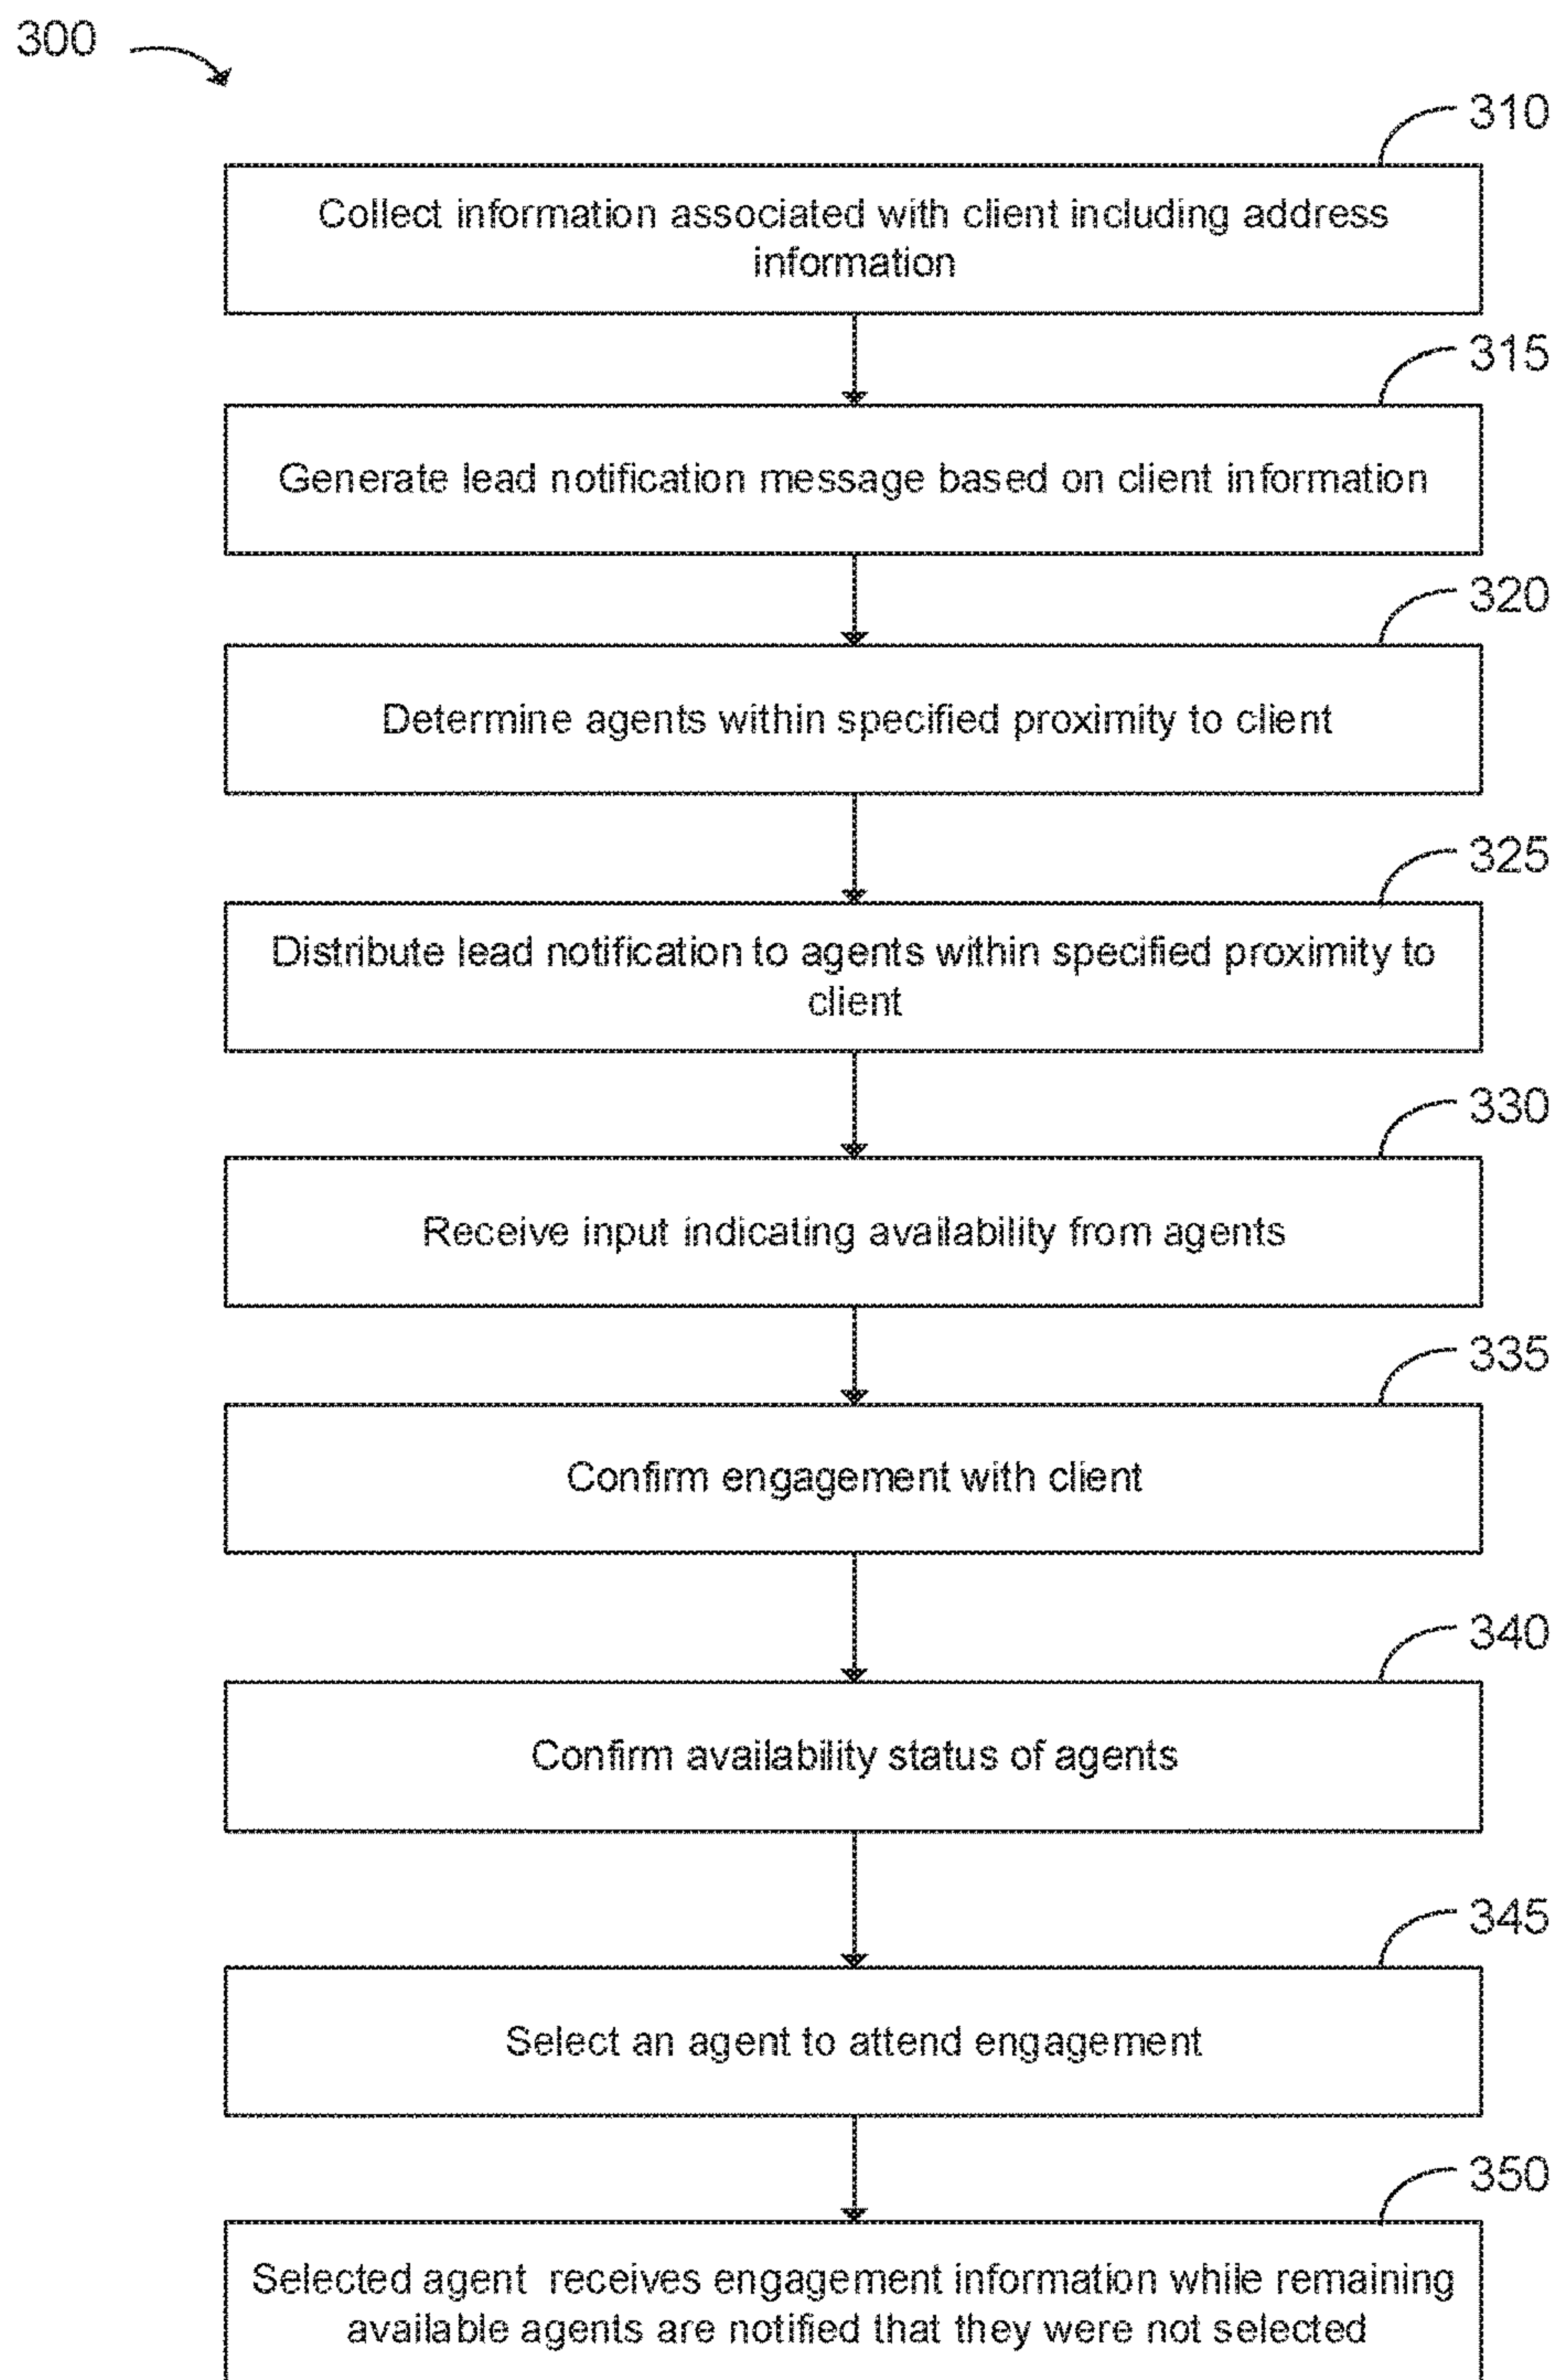 300
310
Collect information associated with client including address
information
315
Generate lead notification message based on client information
320
Determine agents within specified proximity to client
325
Distribute lead notification to agents within specified proximity to
client
330
Receive input indicating availability from agents
335
Confirm engagement with client
340
Confirm availability status of agents
345
Select an agent to attend engagement
350
Selected agent receives engagement information while remaining
available agents are notified that they were not selected